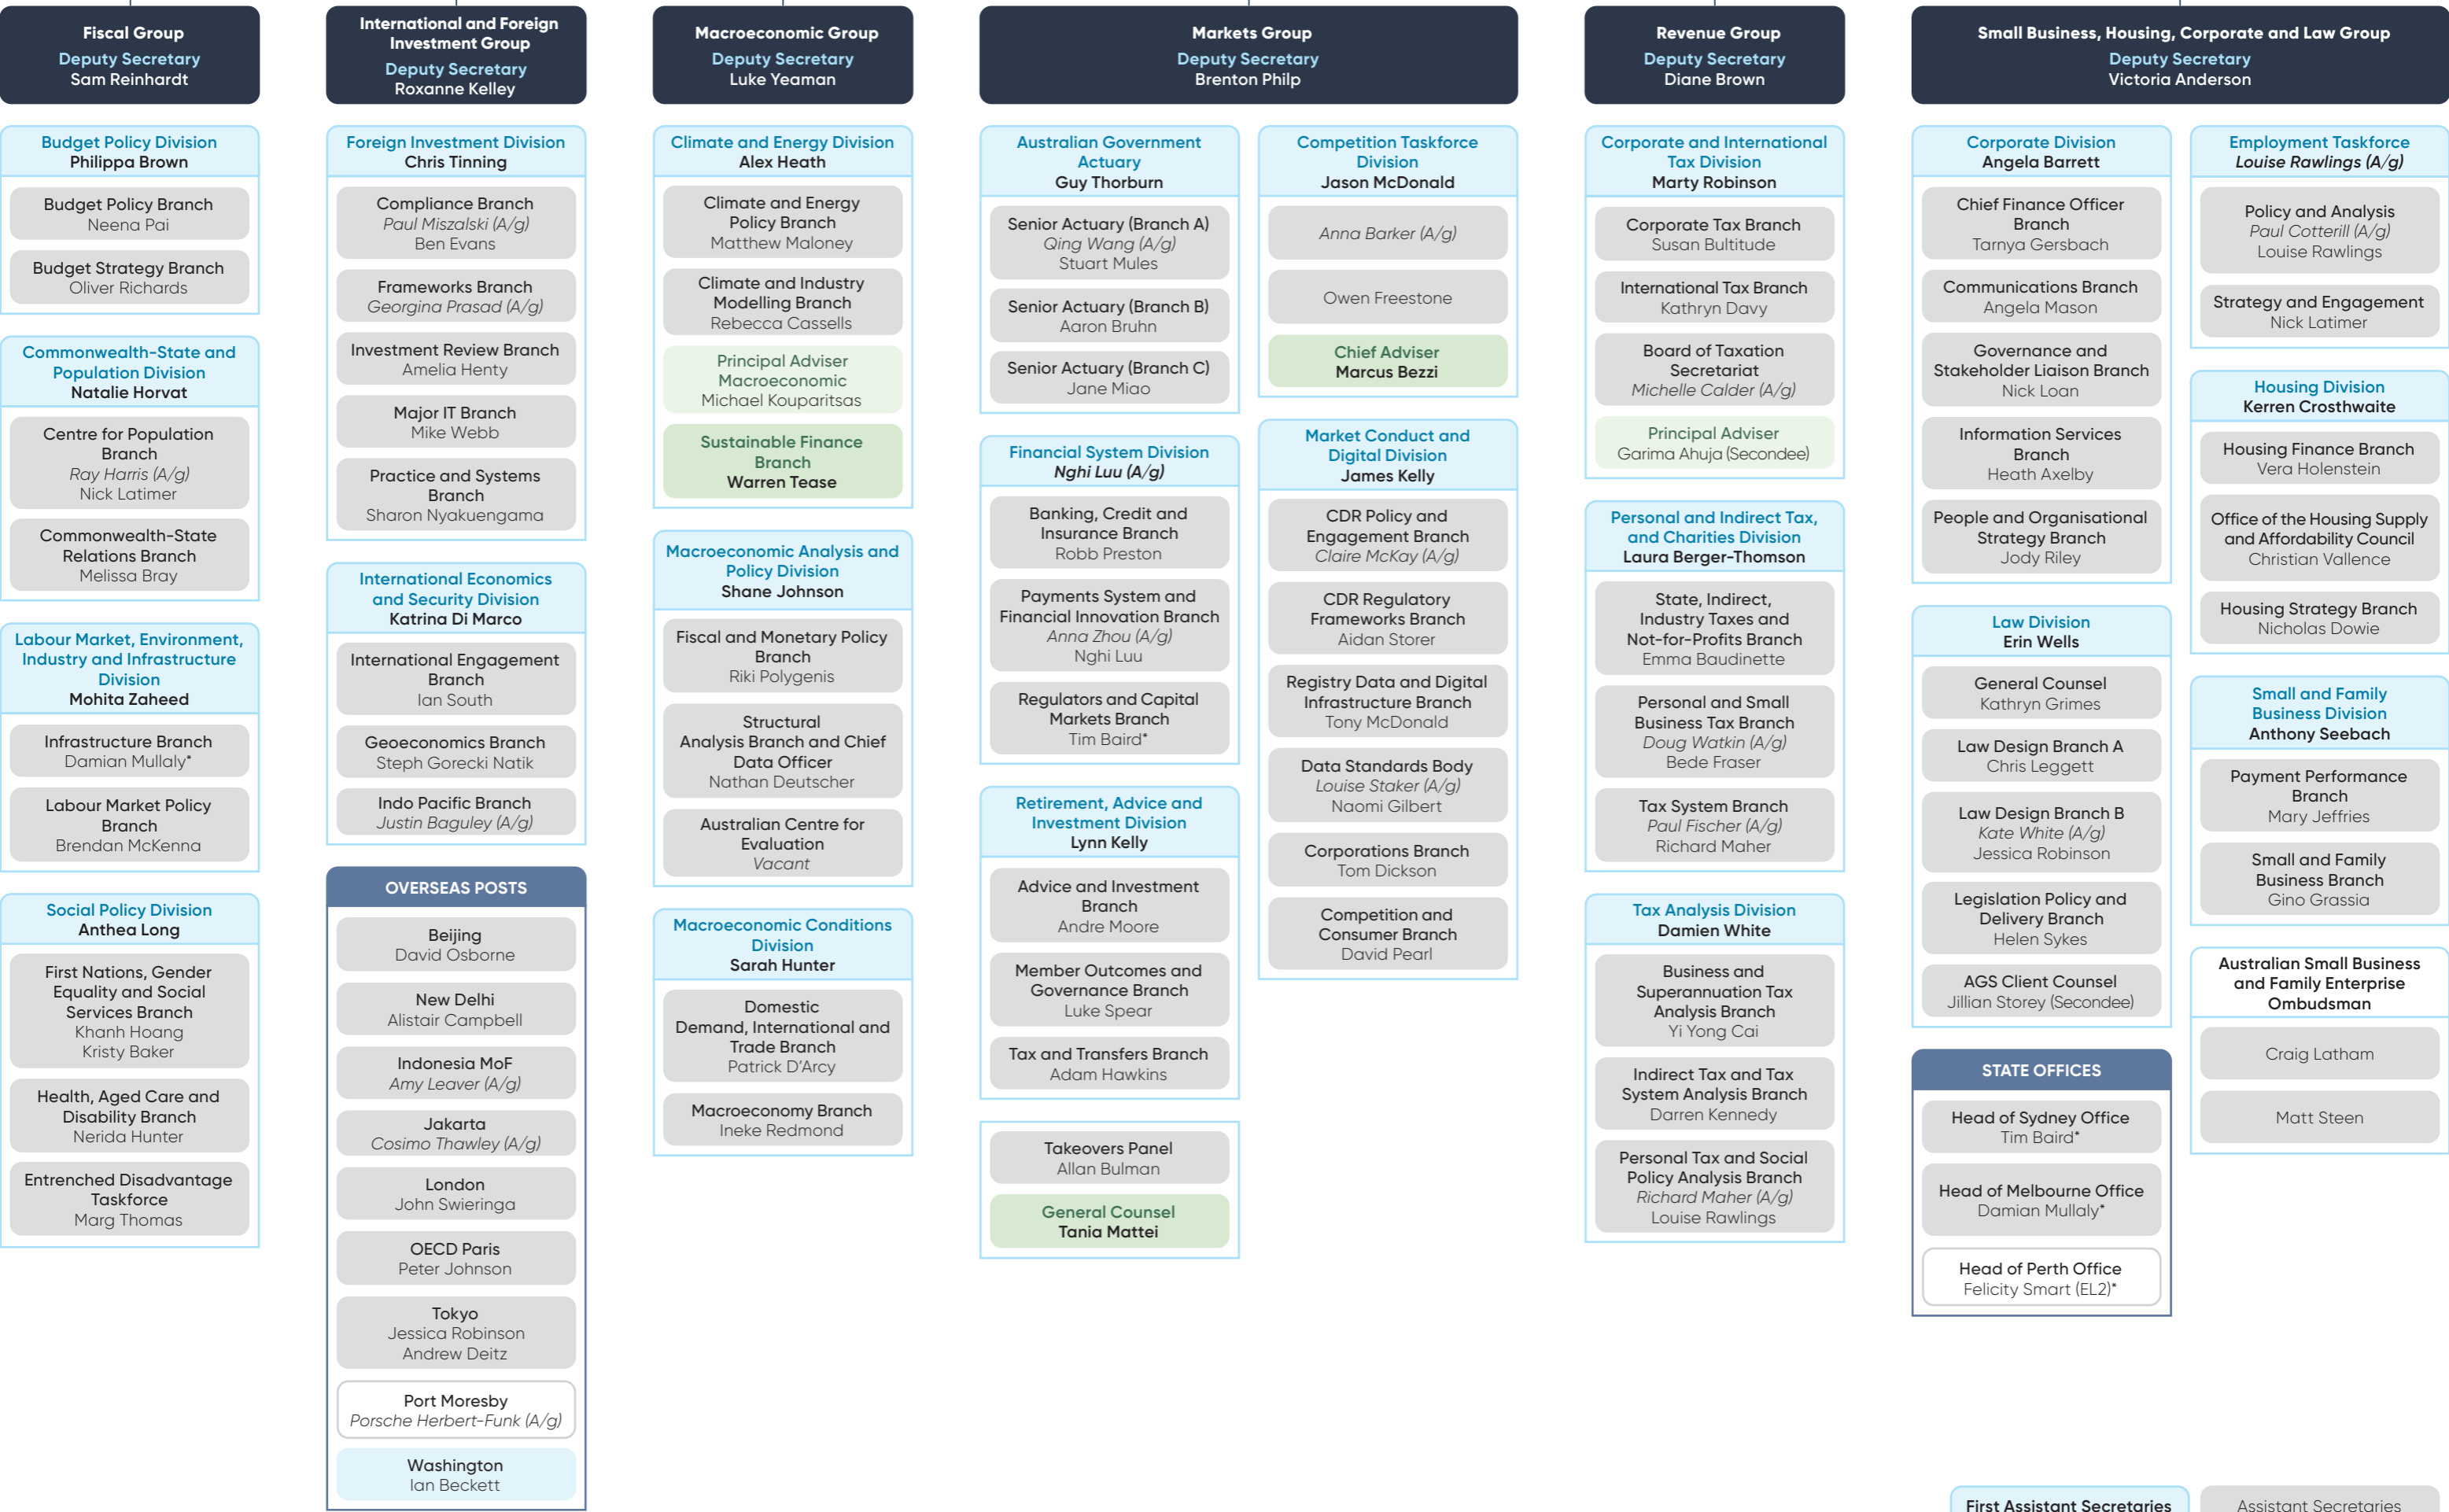 Fiscal Group
Deputy Secretary
Sam Reinhardt
Budget Policy Division
Philippa Brown
Budget Policy Branch
Neena Pai
Budget Strategy Branch
Oliver Richards
Commonwealth-State and
Population Division
Natalie Horvat
Centre for Population
Branch
Ray Harris (A/g)
Nick Latimer
Commonwealth-State
Relations Branch
Melissa Bray
Labour Market, Environment,
Industry and Infrastructure
Division
Mohita Zaheed
Infrastructure Branch
Damian Mullaly*
Labour Market Policy
Branch
Brendan McKenna
Social Policy Division
Anthea Long
First Nations, Gender
Equality and Social
Services Branch
Khanh Hoang
Kristy Baker
Health, Aged Care and
Disability Branch
Nerida Hunter
Entrenched Disadvantage
Taskforce
Marg Thomas
International and Foreign
Investment Group
Deputy Secretary
Roxanne Kelley
Foreign Investment Division
Chris Tinning
Compliance Branch
Paul Miszalski (A/g)
Ben Evans
Frameworks Branch
Georgina Prasad (A/g)
Investment Review Branch
Amelia Henty
Major IT Branch
Mike Webb
Practice and Systems
Branch
Sharon Nyakuengama
International Economics
and Security Division
Katrina Di Marco
International Engagement
Branch
Ian South
Geoeconomics Branch
Steph Gorecki Natik
Indo Pacific Branch
Justin Baguley (A/g)
OVERSEAS POSTS
Beijing
David Osborne
New Delhi
Alistair Campbell
Indonesia MoF
Amy Leaver (A/g)
Jakarta
Cosimo Thawley (A/g)
London
John Swieringa
OECD Paris
Peter Johnson
Tokyo
Jessica Robinson
Andrew Deitz
Port Moresby
Porsche Herbert-Funk (A/g)
Washington
Ian Beckett
Macroeconomic Group
Deputy Secretary
Luke Yeaman
Climate and Energy Division
Alex Heath
Climate and Energy
Policy Branch
Matthew Maloney
Climate and Industry
Modelling Branch
Rebecca Cassells
Principal Adviser
Macroeconomic
Michael Kouparitsas
Sustainable Finance
Branch
Warren Tease
Macroeconomic Analysis and
Policy Division
Shane Johnson
Fiscal and Monetary Policy
Branch
Riki Polygenis
Structural
Analysis Branch and Chief
Data Officer
Nathan Deutscher
Australian Centre for
Evaluation
Vacant
Macroeconomic Conditions
Division
Sarah Hunter
Domestic
Demand, International and
Trade Branch
Patrick D’Arcy
Macroeconomy Branch
Ineke Redmond
Markets Group
Deputy Secretary
Brenton Philp
Australian Government
Actuary
Guy Thorburn
Senior Actuary (Branch A)
Qing Wang (A/g)
Stuart Mules
Senior Actuary (Branch B)
Aaron Bruhn
Senior Actuary (Branch C)
Jane Miao
Financial System Division
Nghi Luu (A/g)
Banking, Credit and
Insurance Branch
Robb Preston
Payments System and
Financial Innovation Branch
Anna Zhou (A/g)
Nghi Luu
Regulators and Capital
Markets Branch
Tim Baird*
Retirement, Advice and
Investment Division
Lynn Kelly
Advice and Investment
Branch
Andre Moore
Member Outcomes and
Governance Branch
Luke Spear
Tax and Transfers Branch
Adam Hawkins
Takeovers Panel
Allan Bulman
General Counsel
Tania Mattei
Competition Taskforce
Division
Jason McDonald
Anna Barker (A/g)
Owen Freestone
Chief Adviser
Marcus Bezzi
Market Conduct and
Digital Division
James Kelly
CDR Policy and
Engagement Branch
Claire McKay (A/g)
CDR Regulatory
Frameworks Branch
Aidan Storer
Registry Data and Digital
Infrastructure Branch
Tony McDonald
Data Standards Body
Louise Staker (A/g)
Naomi Gilbert
Corporations Branch
Tom Dickson
Competition and
Consumer Branch
David Pearl
Revenue Group
Deputy Secretary
Diane Brown
Corporate and International
Tax Division
Marty Robinson
Corporate Tax Branch
Susan Bultitude
International Tax Branch
Kathryn Davy
Board of Taxation
Secretariat
Michelle Calder (A/g)
Principal Adviser
Garima Ahuja (Secondee)
Personal and Indirect Tax,
and Charities Division
Laura Berger-Thomson
State, Indirect,
Industry Taxes and
Not-for-Profits Branch
Emma Baudinette
Personal and Small
Business Tax Branch
Doug Watkin (A/g)
Bede Fraser
Tax System Branch
Paul Fischer (A/g)
Richard Maher
Tax Analysis Division
Damien White
Business and
Superannuation Tax
Analysis Branch
Yi Yong Cai
Indirect Tax and Tax
System Analysis Branch
Darren Kennedy
Personal Tax and Social
Policy Analysis Branch
Richard Maher (A/g)
Louise Rawlings
Small Business, Housing, Corporate and Law Group
Deputy Secretary
Victoria Anderson
Corporate Division
Angela Barrett
Chief Finance Officer
Branch
Tarnya Gersbach
Communications Branch
Angela Mason
Governance and
Stakeholder Liaison Branch
Nick Loan
Information Services
Branch
Heath Axelby
People and Organisational
Strategy Branch
Jody Riley
Law Division
Erin Wells
General Counsel
Kathryn Grimes
Law Design Branch A
Chris Leggett
Law Design Branch B
Kate White (A/g)
Jessica Robinson
Legislation Policy and
Delivery Branch
Helen Sykes
AGS Client Counsel
Jillian Storey (Secondee)
STATE OFFICES
Head of Sydney Office
Tim Baird*
Head of Melbourne Office
Damian Mullaly*
Head of Perth Office
Felicity Smart (EL2)*
Employment Taskforce
Louise Rawlings (A/g)
Policy and Analysis
Paul Cotterill (A/g)
Louise Rawlings
Strategy and Engagement
Nick Latimer
Housing Division
Kerren Crosthwaite
Housing Finance Branch
Vera Holenstein
Office of the Housing Supply
and Affordability Council
Christian Vallence
Housing Strategy Branch
Nicholas Dowie
Small and Family
Business Division
Anthony Seebach
Payment Performance
Branch
Mary Jeffries
Small and Family
Business Branch
Gino Grassia
Australian Small Business
and Family Enterprise
Ombudsman
Craig Latham
Matt Steen
First Assistant Secretaries
Assistant Secretaries